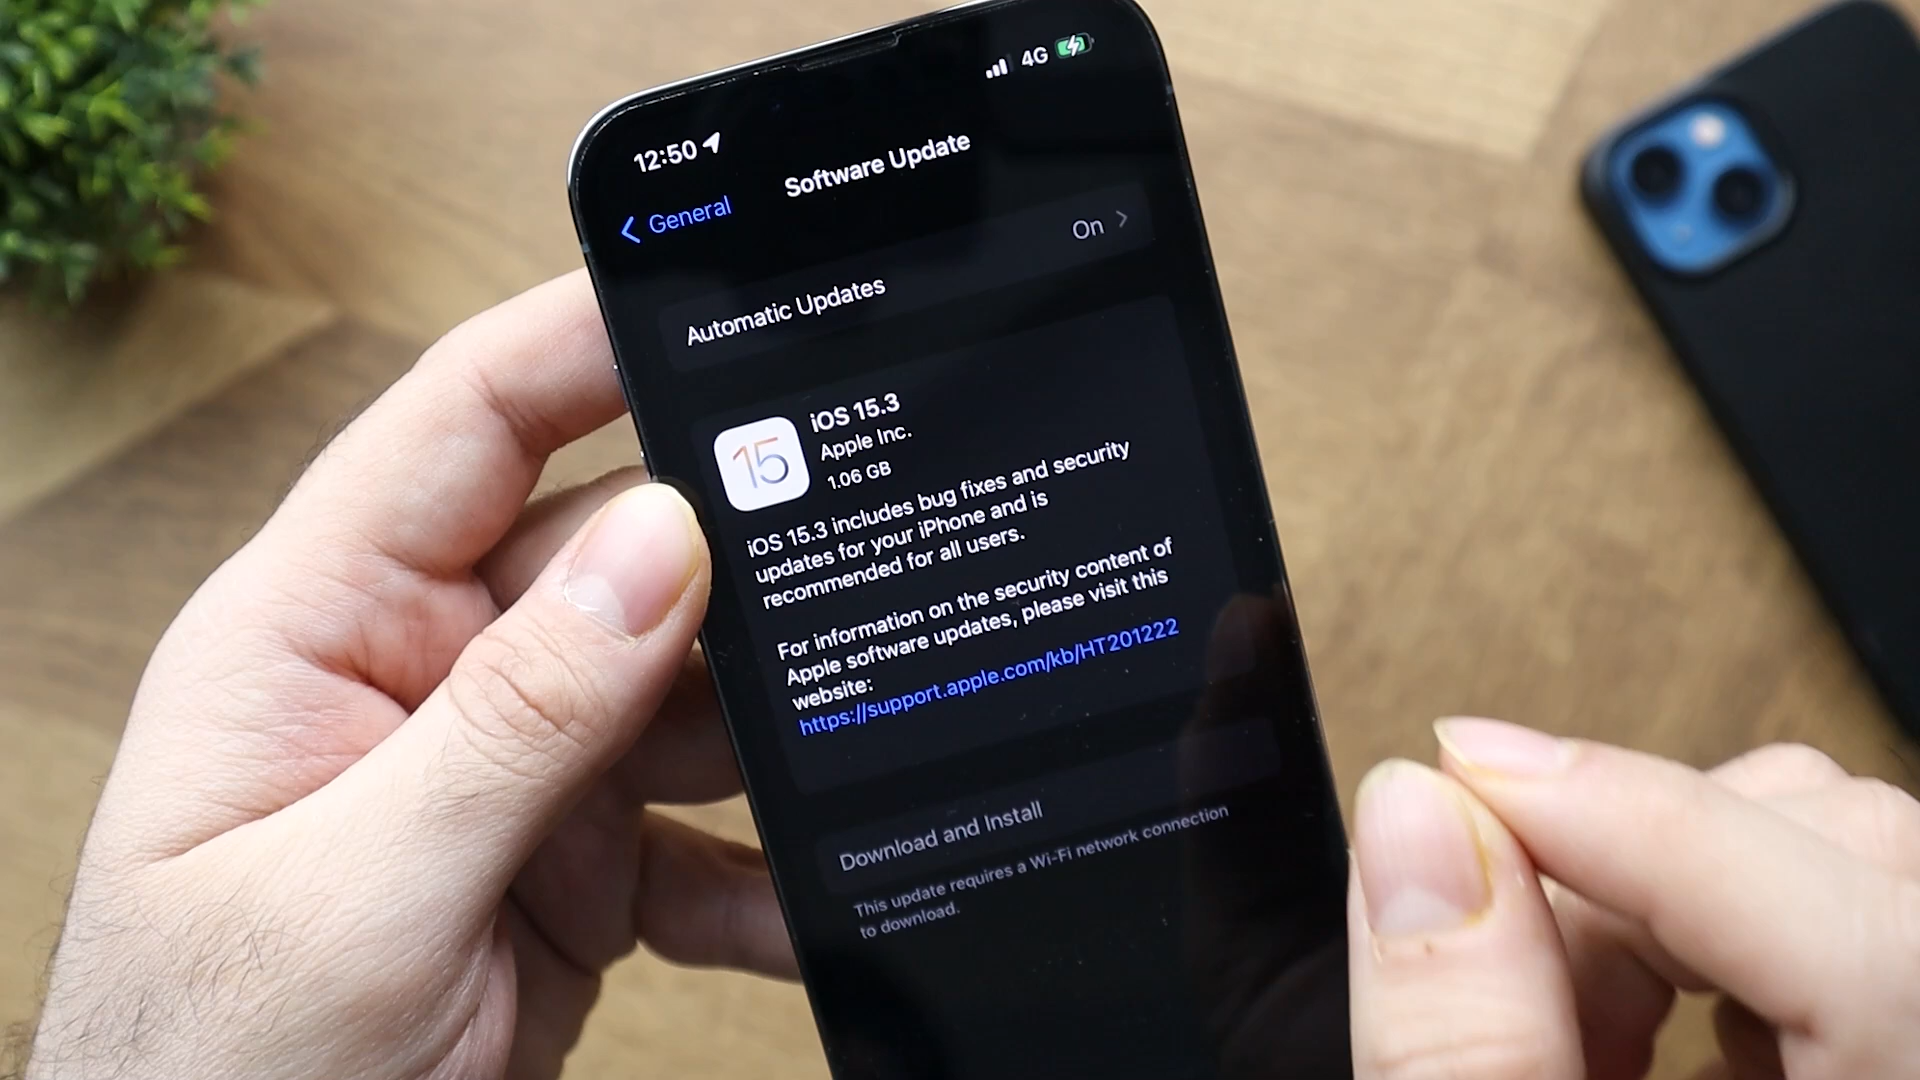 4G
12:50
Software Update
General
On
Automatic Updates
15
iOS 15.3
Apple Inc.
1.06 GB
iOS 15.3 includes bug fixes and security
updates for your iPhone and is
recommended for all users.
For information on the security content of
Apple software updates, please visit this
website:
https://support.apple.com/kb/HT201222
Download and Install
This update requires a Wi-Fi network connection
to download.